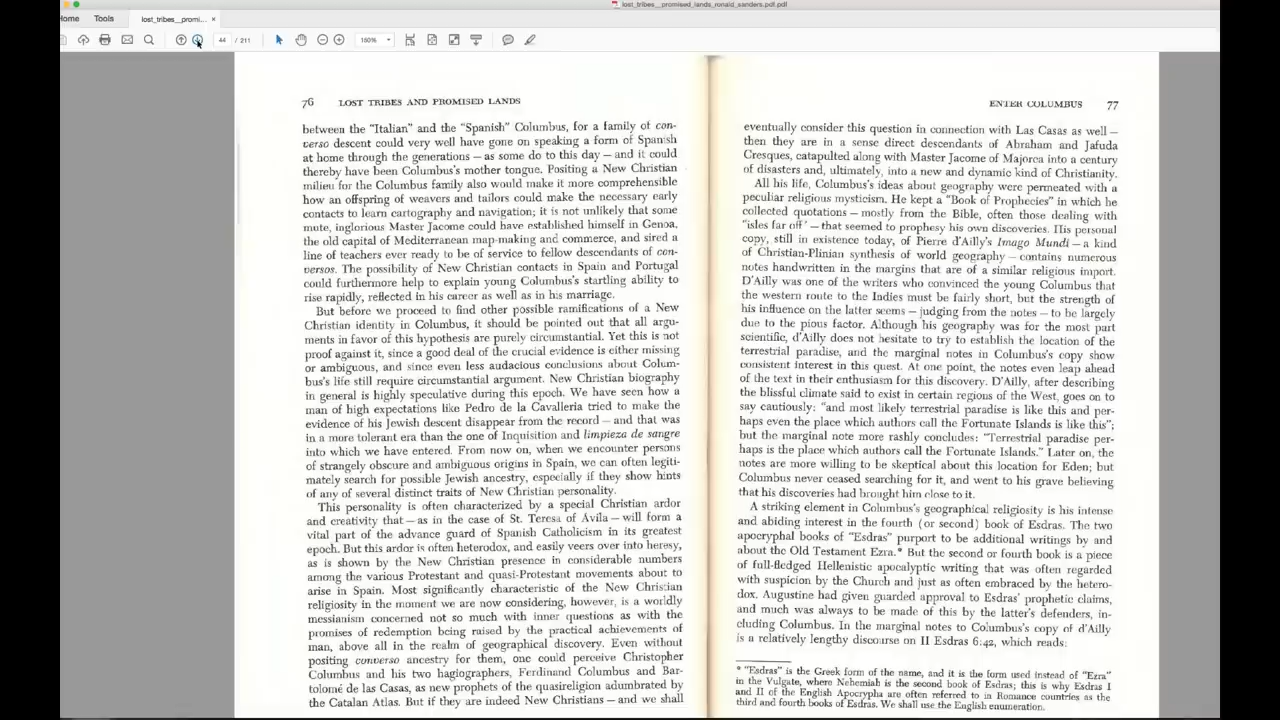 lost_tribes__promised_lands_ronald_sanders.pdf.pdf
Home Tools lost_tribes__promi... ×
44 / 211 150%
76 LOST TRIBES AND PROMISED LANDS
between the "Italian" and the "Spanish" Columbus, for a family of con-
verso descent could very well have gone on speaking a form of Spanish
at home through the generations — as some do to this day — and it could
thereby have been Columbus's mother tongue. Positing a New Christian
milieu for the Columbus family also would make it more comprehensible
how an offspring of weavers and tailors could make the necessary early
contacts to learn cartography and navigation; it is not unlikely that some
mute, inglorious Master Jacome could have established himself in Genoa,
the old capital of Mediterranean map-making and commerce, and sired a
line of teachers ever ready to be of service to fellow descendants of con-
versos. The possibility of New Christian contacts in Spain and Portugal
could furthermore help to explain young Columbus's startling ability to
rise rapidly, reflected in his career as well as in his marriage.
But before we proceed to find other possible ramifications of a New
Christian identity in Columbus, it should be pointed out that all argu-
ments in favor of this hypothesis are purely circumstantial. Yet this is not
proof against it, since a good deal of the crucial evidence is either missing
or ambiguous, and since even less audacious conclusions about Colum-
bus's life still require circumstantial argument. New Christian biography
in general is highly speculative during this epoch. We have seen how a
man of high expectations like Pedro de la Cavalleria tried to make the
evidence of his Jewish descent disappear from the record — and that was
in a more tolerant era than the one of Inquisition and limpieza de sangre
into which we have entered. From now on, when we encounter persons
of strangely obscure and ambiguous origins in Spain, we can often legiti-
mately search for possible Jewish ancestry, especially if they show hints
of any of several distinct traits of New Christian personality.
This personality is often characterized by a special Christian ardor
and creativity that — as in the case of St. Teresa of Ávila — will form a
vital part of the advance guard of Spanish Catholicism in its greatest
epoch. But this ardor is often heterodox, and easily veers over into heresy,
as is shown by the New Christian presence in considerable numbers
among the various Protestant and quasi-Protestant movements about to
arise in Spain. Most significantly characteristic of the New Christian
religiosity in the moment we are now considering, however, is a worldly
messianism concerned not so much with inner questions as with the
promises of redemption being raised by the practical achievements of
man, above all in the realm of geographical discovery. Even without
positing converso ancestry for them, one could perceive Christopher
Columbus and his two hagiographers, Ferdinand Columbus and Bar-
tolomé de las Casas, as new prophets of the quasireligion adumbrated by
the Catalan Atlas. But if they are indeed New Christians — and we shall
ENTER COLUMBUS 77
eventually consider this question in connection with Las Casas as well —
then they are in a sense direct descendants of Abraham and Jafuda
Cresques, catapulted along with Master Jacome of Majorca into a century
of disasters and, ultimately, into a new and dynamic kind of Christianity.
All his life, Columbus's ideas about geography were permeated with a
peculiar religious mysticism. He kept a "Book of Prophecies" in which he
collected quotations — mostly from the Bible, often those dealing with
"isles far off" — that seemed to prophesy his own discoveries. His personal
copy, still in existence today, of Pierre d'Ailly's Imago Mundi — a kind
of Christian-Plinian synthesis of world geography — contains numerous
notes handwritten in the margins that are of a similar religious import.
D'Ailly was one of the writers who convinced the young Columbus that
the western route to the Indies must be fairly short, but the strength of
his influence on the latter seems — judging from the notes — to be largely
due to the pious factor. Although his geography was for the most part
scientific, d'Ailly does not hesitate to try to establish the location of the
terrestrial paradise, and the marginal notes in Columbus's copy show
consistent interest in this quest. At one point, the notes even leap ahead
of the text in their enthusiasm for this discovery. D'Ailly, after describing
the blissful climate said to exist in certain regions of the West, goes on to
say cautiously: "and most likely terrestrial paradise is like this and per-
haps even the place which authors call the Fortunate Islands is like this";
but the marginal note more rashly concludes: "Terrestrial paradise per-
haps is the place which authors call the Fortunate Islands." Later on, the
notes are more willing to be skeptical about this location for Eden; but
Columbus never ceased searching for it, and went to his grave believing
that his discoveries had brought him close to it.
A striking element in Columbus's geographical religiosity is his intense
and abiding interest in the fourth (or second) book of Esdras. The two
apocryphal books of "Esdras" purport to be additional writings by and
about the Old Testament Ezra.* But the second or fourth book is a piece
of full-fledged Hellenistic apocalyptic writing that was often regarded
with suspicion by the Church and just as often embraced by the hetero-
dox. Augustine had given guarded approval to Esdras' prophetic claims,
and much was always to be made of this by the latter's defenders, in-
cluding Columbus. In the marginal notes to Columbus's copy of d'Ailly
is a relatively lengthy discourse on II Esdras 6:42, which reads:
* "Esdras" is the Greek form of the name, and it is the form used instead of "Ezra"
in the Vulgate, where Nehemiah is the second book of Esdras; this is why Esdras I
and II of the English Apocrypha are often referred to in Romance countries as the
third and fourth books of Esdras. We shall use the English enumeration.